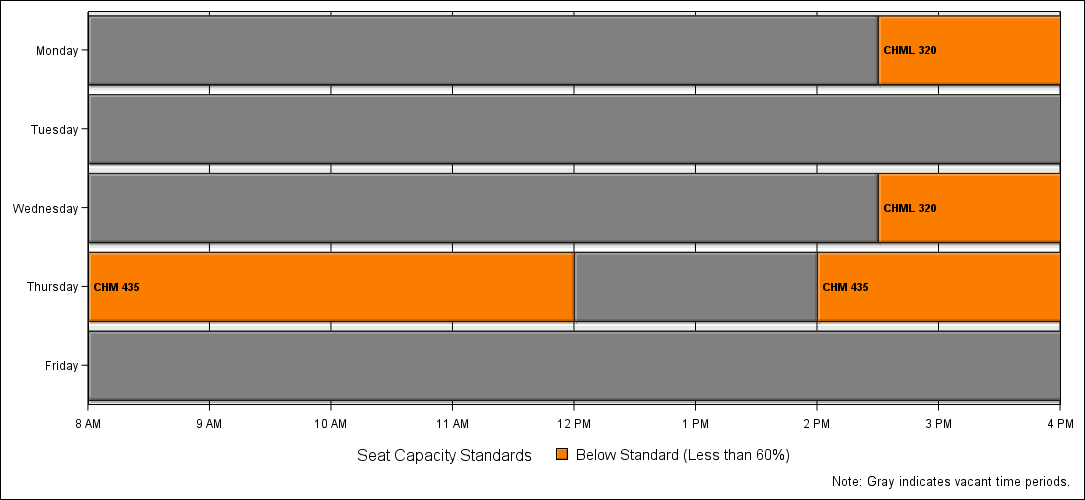 Monday
CHML 320
Tuesday
Wednesday
CHML 320
Thursday
CHM 435
CHM 435
Friday
8 AM 9 AM 10 AM 11 AM 12 PM 1 PM 2 PM 3 PM 4 PM
Seat Capacity Standards Below Standard (Less than 60%)
Note: Gray indicates vacant time periods.